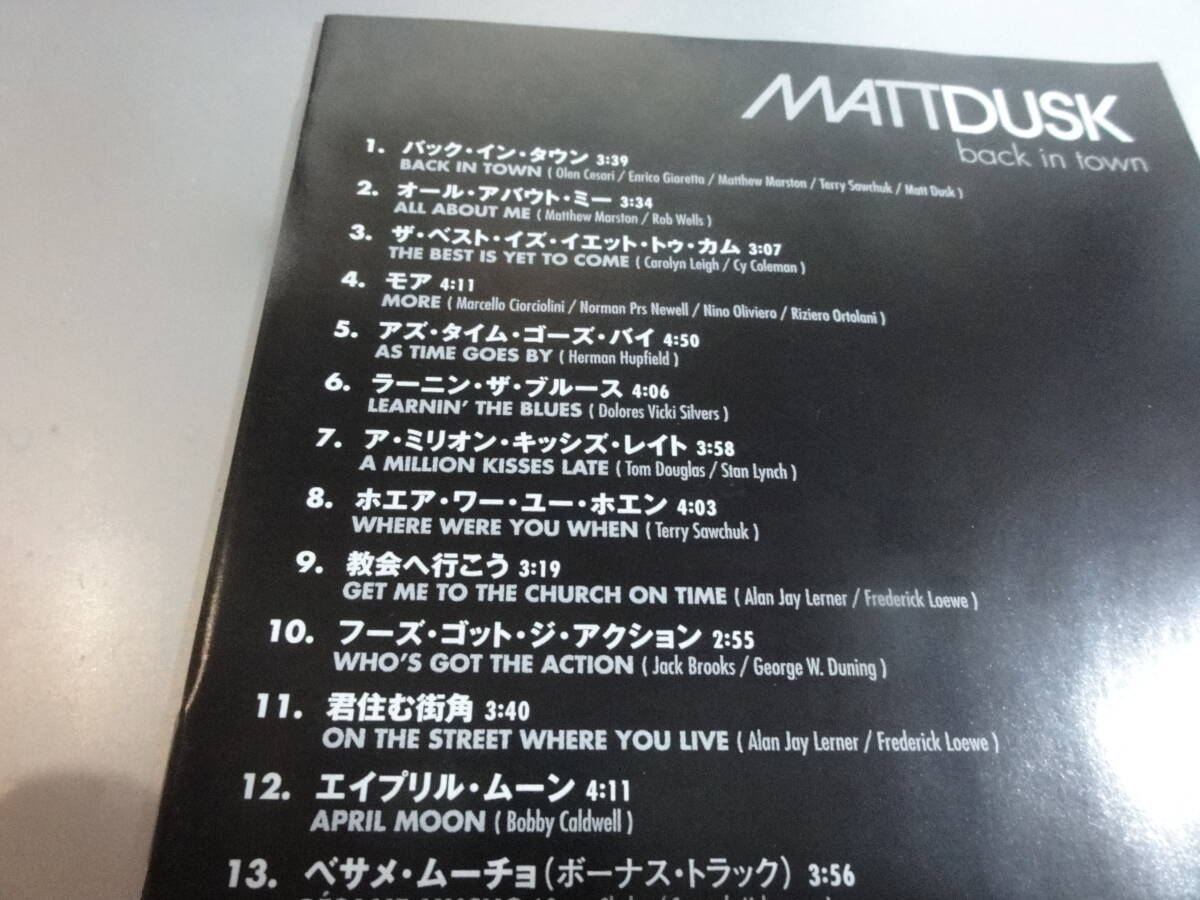 MATTDUSK
back in town
1. バック・イン・タウン 3:39
BACK IN TOWN ( Olen Cesari / Enrico Giaretta / Matthew Marston / Terry Sawchuk / Matt Dusk )
2. オール・アバウト・ミー 3:34
ALL ABOUT ME ( Matthew Marston / Rob Wells )
3. ザ・ベスト・イズ・イエット・トゥ・カム 3:07
THE BEST IS YET TO COME ( Carolyn Leigh / Cy Coleman )
4. モア 4:11
MORE ( Marcello Ciorciolini / Norman Prs Newell / Nino Oliviero / Riziero Ortolani )
5. アズ・タイム・ゴーズ・バイ 4:50
AS TIME GOES BY ( Herman Hupfield )
6. ラーニン・ザ・ブルース 4:06
LEARNIN' THE BLUES ( Dolores Vicki Silvers )
7. ア・ミリオン・キッシズ・レイト 3:58
A MILLION KISSES LATE ( Tom Douglas / Stan Lynch )
8. ホエア・ワー・ユー・ホエン 4:03
WHERE WERE YOU WHEN ( Terry Sawchuk )
9. 教会へ行こう 3:19
GET ME TO THE CHURCH ON TIME ( Alan Jay Lerner / Frederick Loewe )
10. フーズ・ゴット・ジ・アクション 2:55
WHO'S GOT THE ACTION ( Jack Brooks / George W. Duning )
11. 君住む街角 3:40
ON THE STREET WHERE YOU LIVE ( Alan Jay Lerner / Frederick Loewe )
12. エイプリル・ムーン 4:11
APRIL MOON ( Bobby Caldwell )
13. ベサメ・ムーチョ(ボーナス・トラック) 3:56